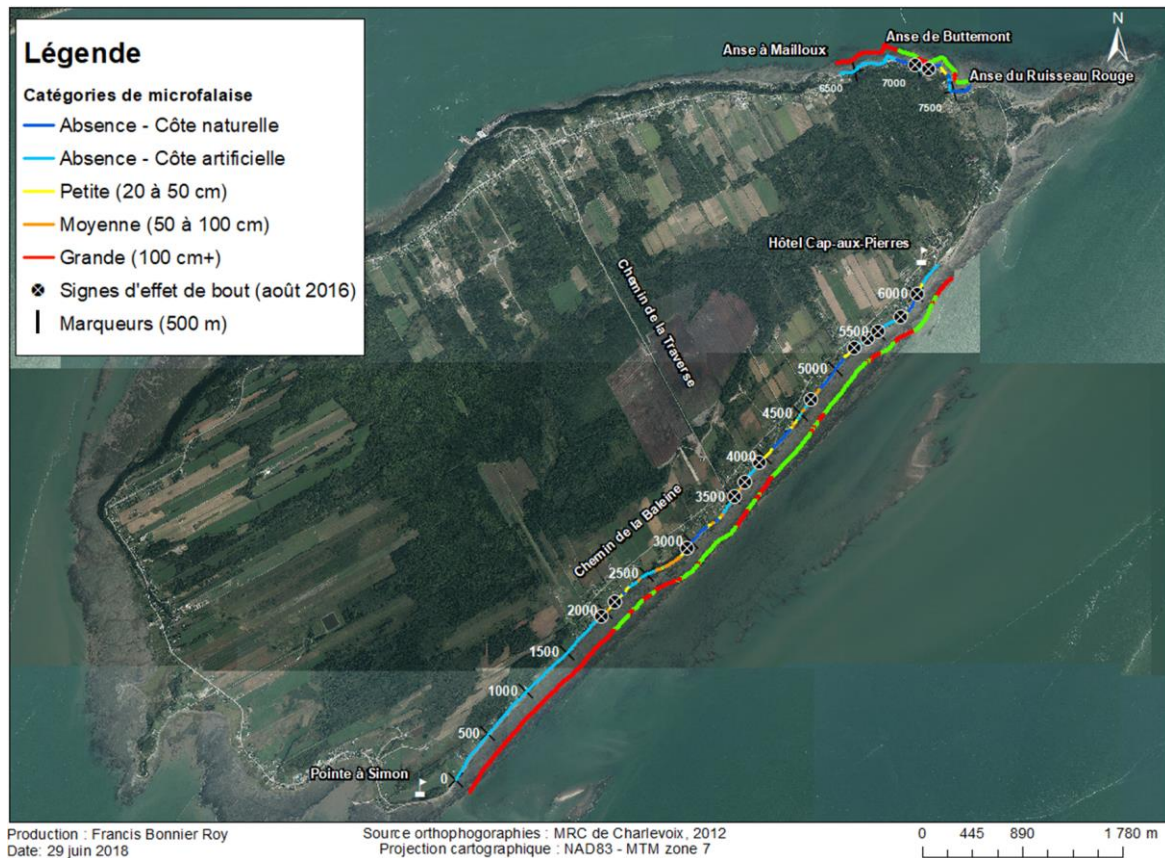 Légende
Catégories de microfalaise
Absence - Côte naturelle
Absence - Côte artificielle
Petite (20 à 50 cm)
Moyenne (50 à 100 cm)
Grande (100 cm+)
Signes d'effet de bout (août 2016)
Marqueurs (500 m)
N
Anse de Buttemont
Anse à Mailloux
Anse du Ruisseau Rouge
6500
7000
7500
Hôtel Cap-aux-Pierres
Chemin de la Traverse
6000
5500
5000
4500
4000
3500
Chemin de la Baleine
3000
2500
2000
1500
1000
500
0
Pointe à Simon
Production : Francis Bonnier Roy
Date: 29 juin 2018
Source orthophogoraphies : MRC de Charlevoix, 2012
Projection cartographique : NAD83 - MTM zone 7
0 445 890 1 780 m